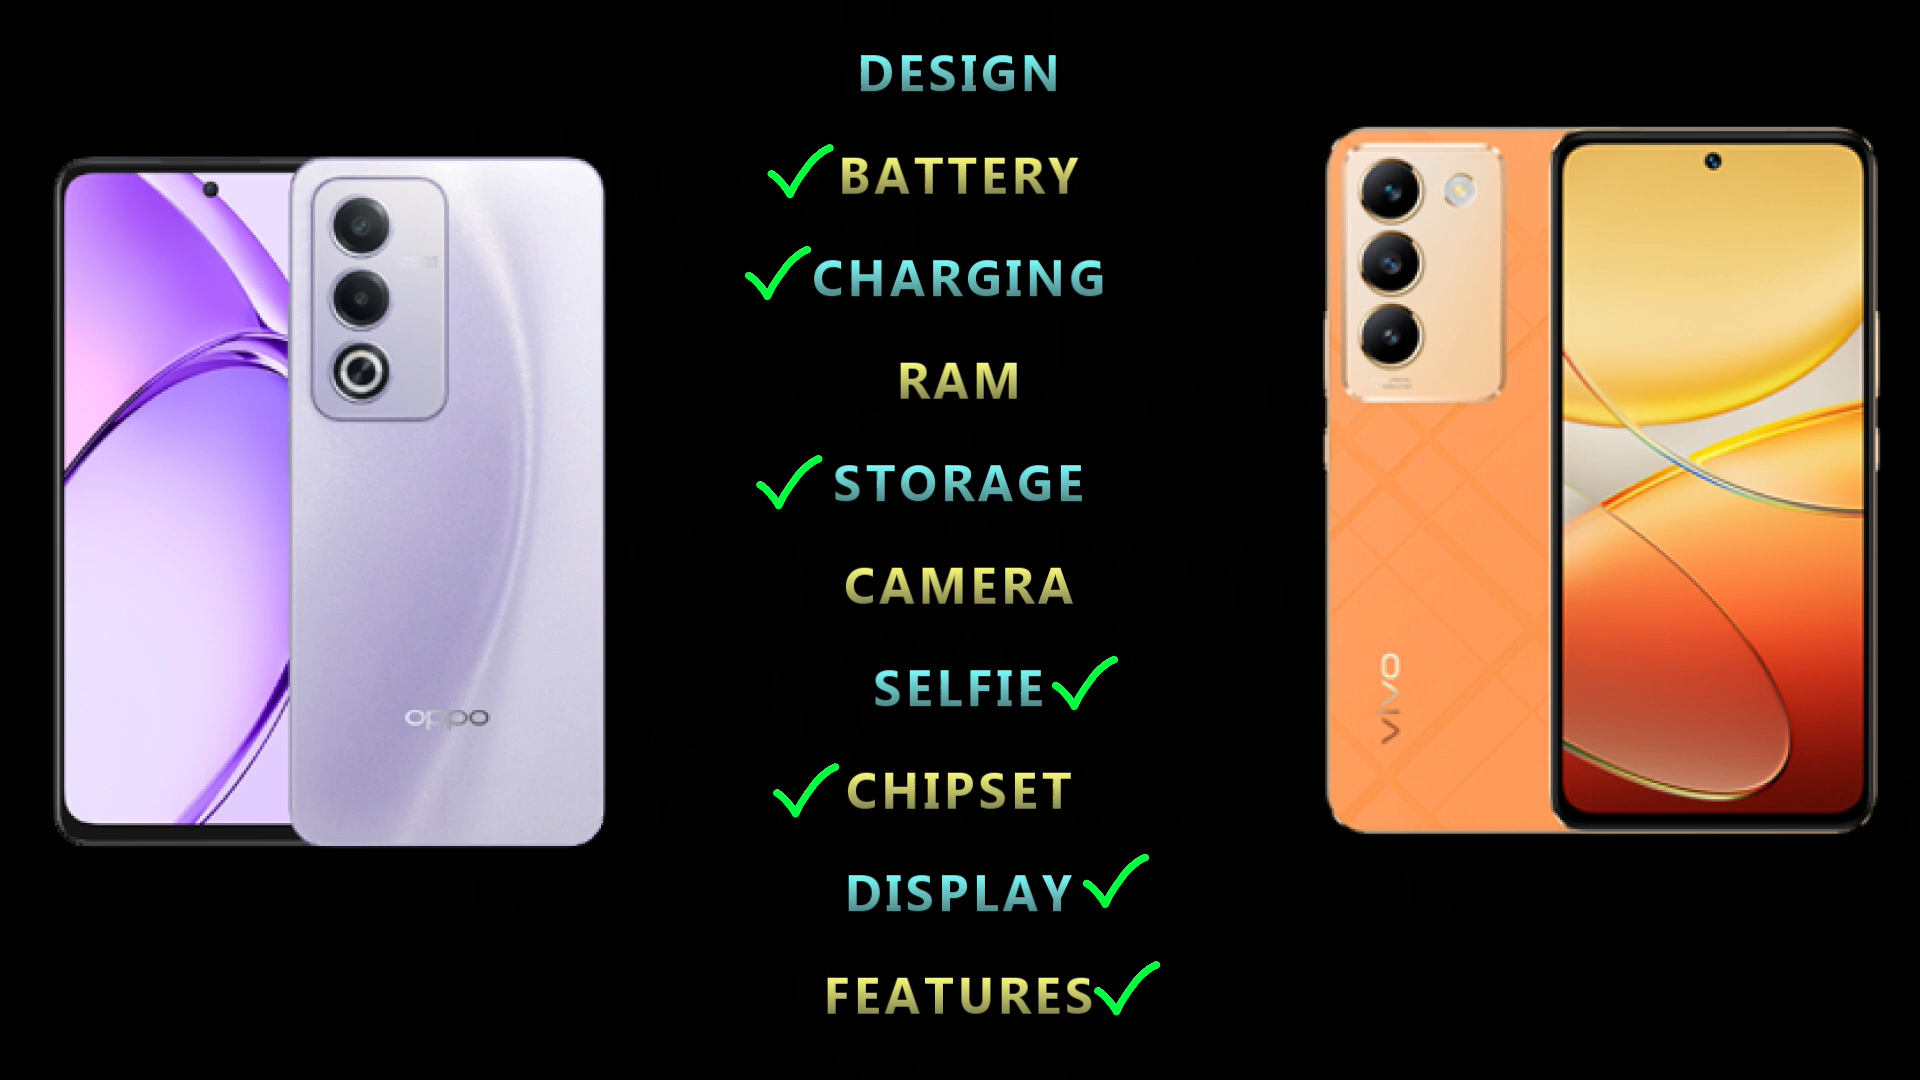 DESIGN
BATTERY
CHARGING
RAM
STORAGE
CAMERA
SELFIE
CHIPSET
DISPLAY
FEATURES
oppo
vivo